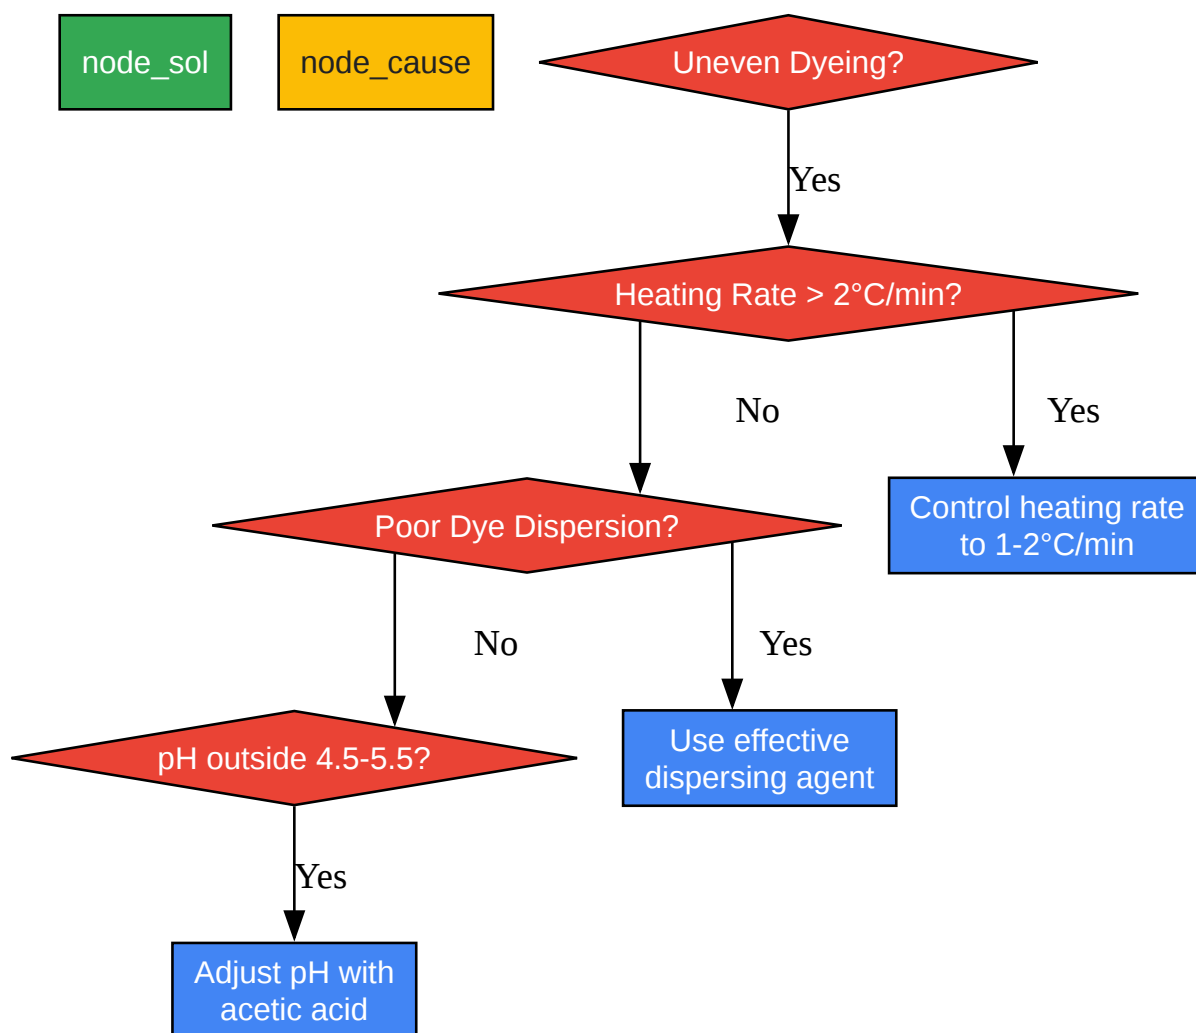 node_sol
node_cause
Uneven Dyeing?
Yes
Heating Rate > 2°C/min?
No
Yes
Control heating rate
to 1-2°C/min
Poor Dye Dispersion?
No
Yes
Use effective
dispersing agent
pH outside 4.5-5.5?
Yes
Adjust pH with
acetic acid